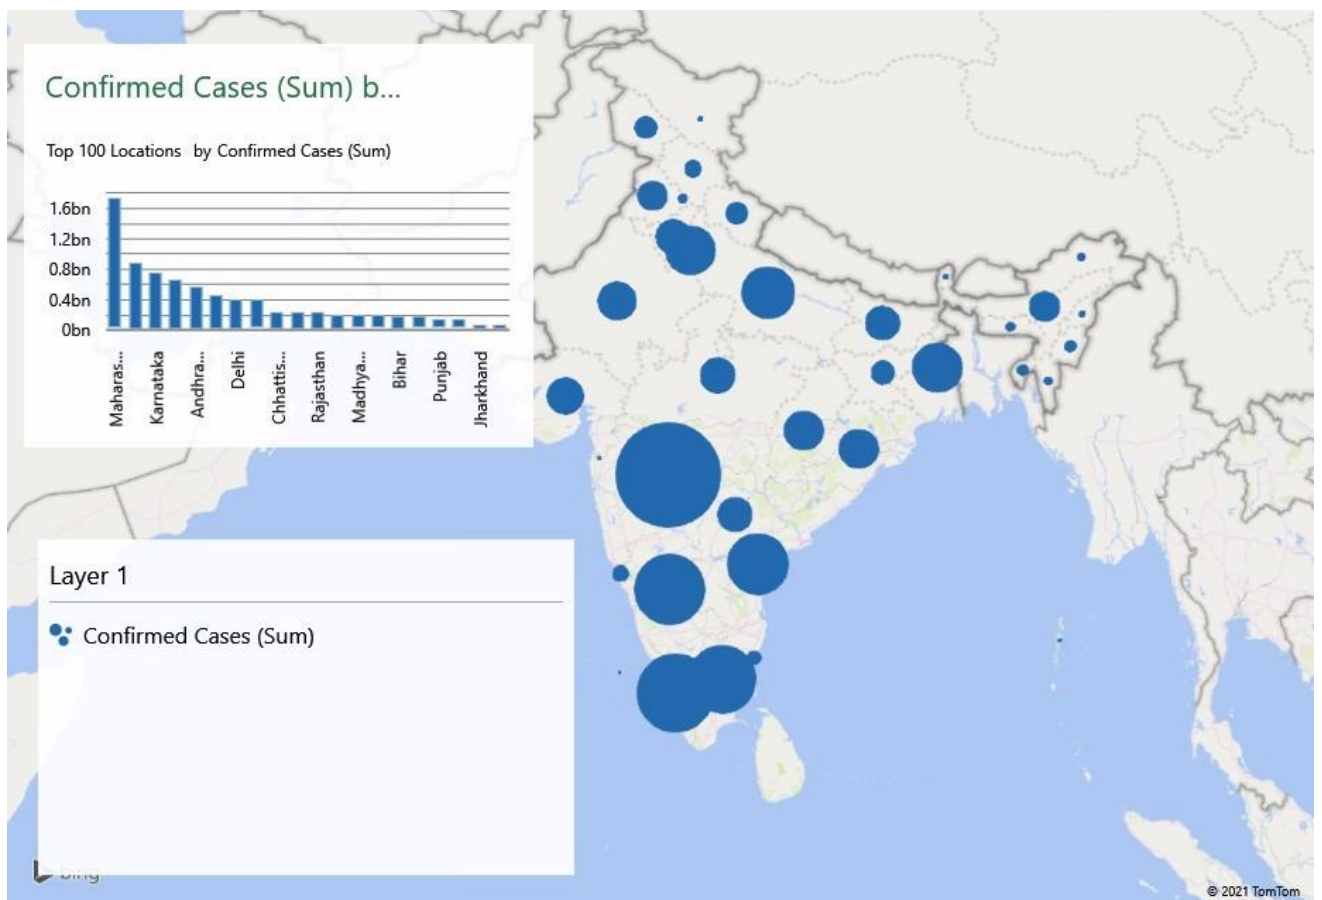 Confirmed Cases (Sum) b...
Top 100 Locations by Confirmed Cases (Sum)
1.6bn
1.2bn
0.8bn
0.4bn
0bn
Maharas...
Karnataka
Andhra...
Delhi
Chhattis...
Rajasthan
Madhya...
Bihar
Punjab
Jharkhand
Layer 1
Confirmed Cases (Sum)
bing
© 2021 TomTom